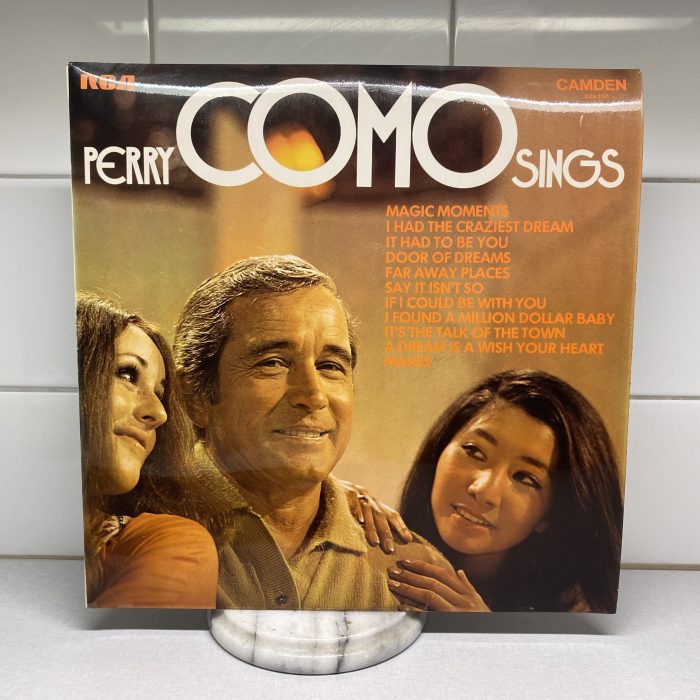 RCA
CAMDEN
PERRY COMO SINGS
MAGIC MOMENTS
I HAD THE CRAZIEST DREAM
IT HAD TO BE YOU
DOOR OF DREAMS
FAR AWAY PLACES
SAY IT ISN'T SO
IF I COULD BE WITH YOU
I FOUND A MILLION DOLLAR BABY
IT'S THE TALK OF THE TOWN
A DREAM IS A WISH YOUR HEART
MAKES